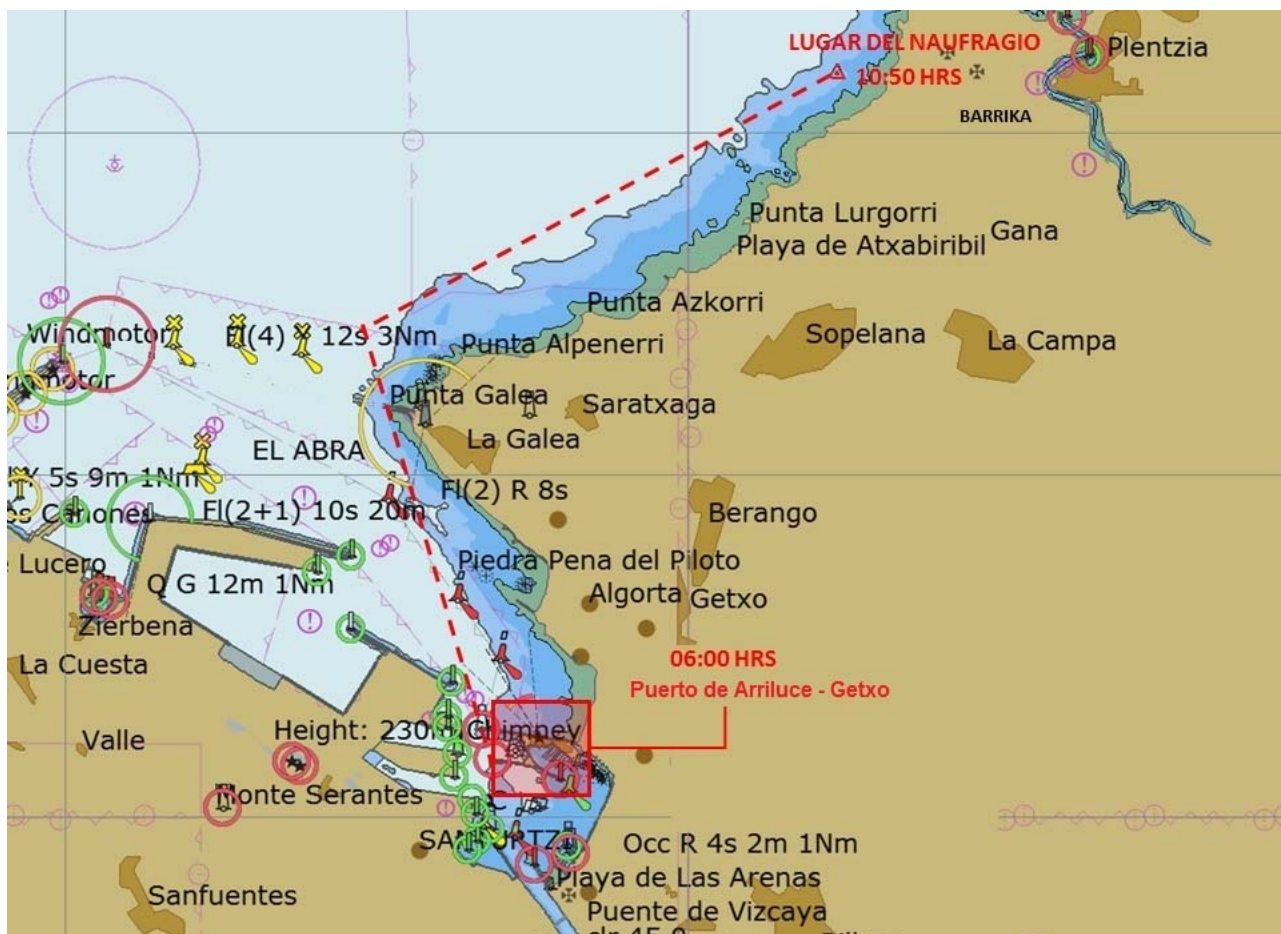 LUGAR DEL NAUFRAGIO
10:50 HRS
Plentzia
BARRIKA
Punta Lurgorri
Gana
Playa de Atxabiribil
Punta Azkorri
Windmotor
Fl(4) 12s 3Nm
Punta Alpenerri
Sopelana
La Campa
Punta Galea
Saratxaga
La Galea
EL ABRA
Y 5s 9m 1Nm
Fl(2) R 8s
Fl(2+1) 10s 20m
Berango
Lucero
Piedra Pena del Piloto
Q G 12m 1Nm
Algorta
Getxo
Zierbena
La Cuesta
06:00 HRS
Puerto de Arriluce - Getxo
Height: 230m Chimney
Valle
Monte Serantes
Occ R 4s 2m 1Nm
Playa de Las Arenas
Sanfuentes
Puente de Vizcaya